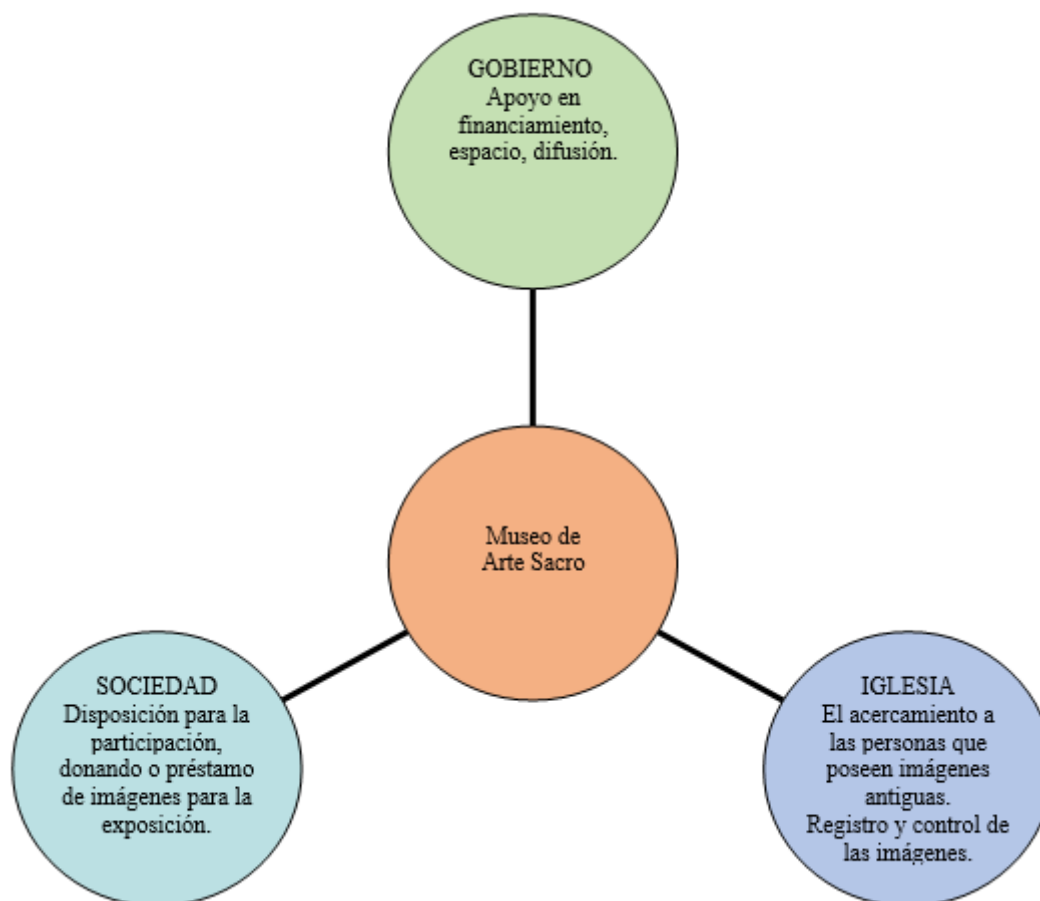 GOBIERNO
Apoyo en
financiamiento,
espacio, difusión.
Museo de
Arte Sacro
SOCIEDAD
Disposición para la
participación,
donando o préstamo
de imágenes para la
exposición.
IGLESIA
El acercamiento a
las personas que
poseen imágenes
antiguas.
Registro y control de
las imágenes.